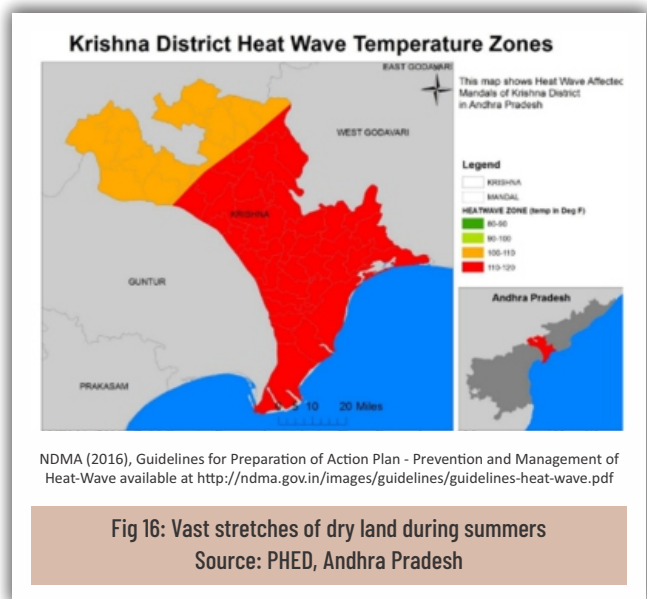 Krishna District Heat Wave Temperature Zones
EAST GODAVARI
This map shows Heat Wave Affected
Mandals of Krishna District
in Andhra Pradesh
WEST GODAVARI
Legend
KRISHNA
MANDAL
HEATWAVE ZONE (temp in Deg F)
80-90
90-100
100-110
110-120
KRISHNA
GUNTUR
Andhra Pradesh
PRAKASAM
0 5 10 20 Miles
NDMA (2016), Guidelines for Preparation of Action Plan - Prevention and Management of
Heat-Wave available at http://ndma.gov.in/images/guidelines/guidelines-heat-wave.pdf
Fig 16: Vast stretches of dry land during summers
Source: PHED, Andhra Pradesh